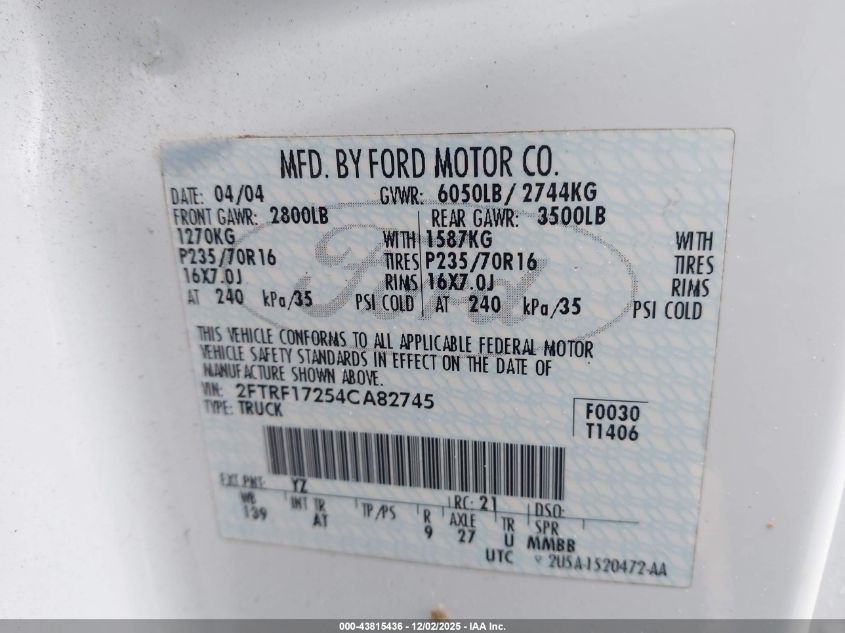 MFD. BY FORD MOTOR CO.
DATE: 04/04 GVWR: 6050LB/ 2744KG
FRONT GAWR: 2800LB REAR GAWR: 3500LB
1270KG WITH 1587KG WITH
P235/70R16 TIRES P235/70R16 TIRES
16X7.0J RIMS 16X7.0J RIMS
AT 240 kPa/35 PSI COLD AT 240 kPa/35 PSI COLD
Ford
THIS VEHICLE CONFORMS TO ALL APPLICABLE FEDERAL MOTOR
VEHICLE SAFETY STANDARDS IN EFFECT ON THE DATE OF
MANUFACTURE SHOWN ABOVE.
VIN: 2FTRF17254CA82745
TYPE: TRUCK
F0030
T1406
EXT PNT: YZ RC: 21 DSO:
WB INT TR TP/PS R AXLE TR SPR
139 AT 9 27 U MMBB
UTC 2USA-1520472-AA
000-43815436 - 12/02/2025 - IAA Inc.